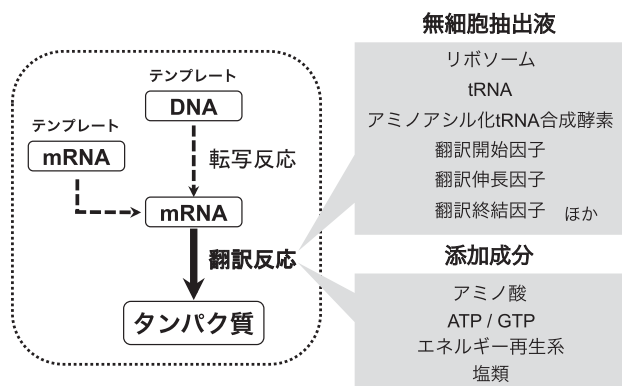 無細胞抽出液
リボソーム
tRNA
アミノアシル化tRNA合成酵素
翻訳開始因子
翻訳伸長因子
翻訳終結因子 ほか
添加成分
アミノ酸
ATP / GTP
エネルギー再生系
塩類
テンプレート
DNA
テンプレート
mRNA
転写反応
mRNA
翻訳反応
タンパク質